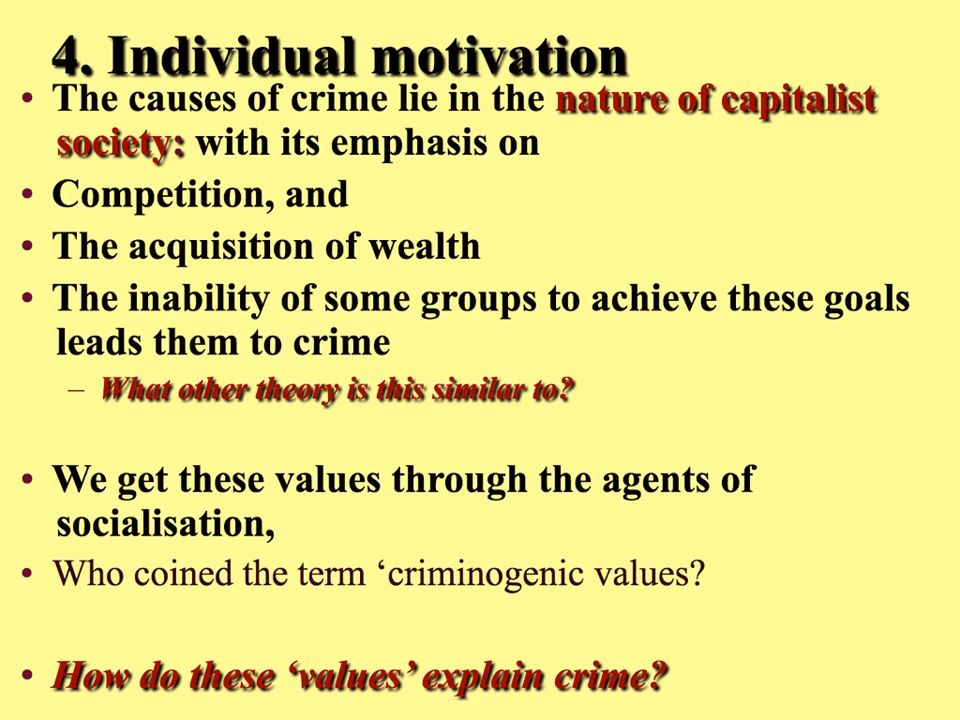 4. Individual motivation
• The causes of crime lie in the nature of capitalist
society: with its emphasis on
• Competition, and
• The acquisition of wealth
• The inability of some groups to achieve these goals
leads them to crime
– What other theory is this similar to?
• We get these values through the agents of
socialisation,
• Who coined the term ‘criminogenic values?
• How do these ‘values’ explain crime?